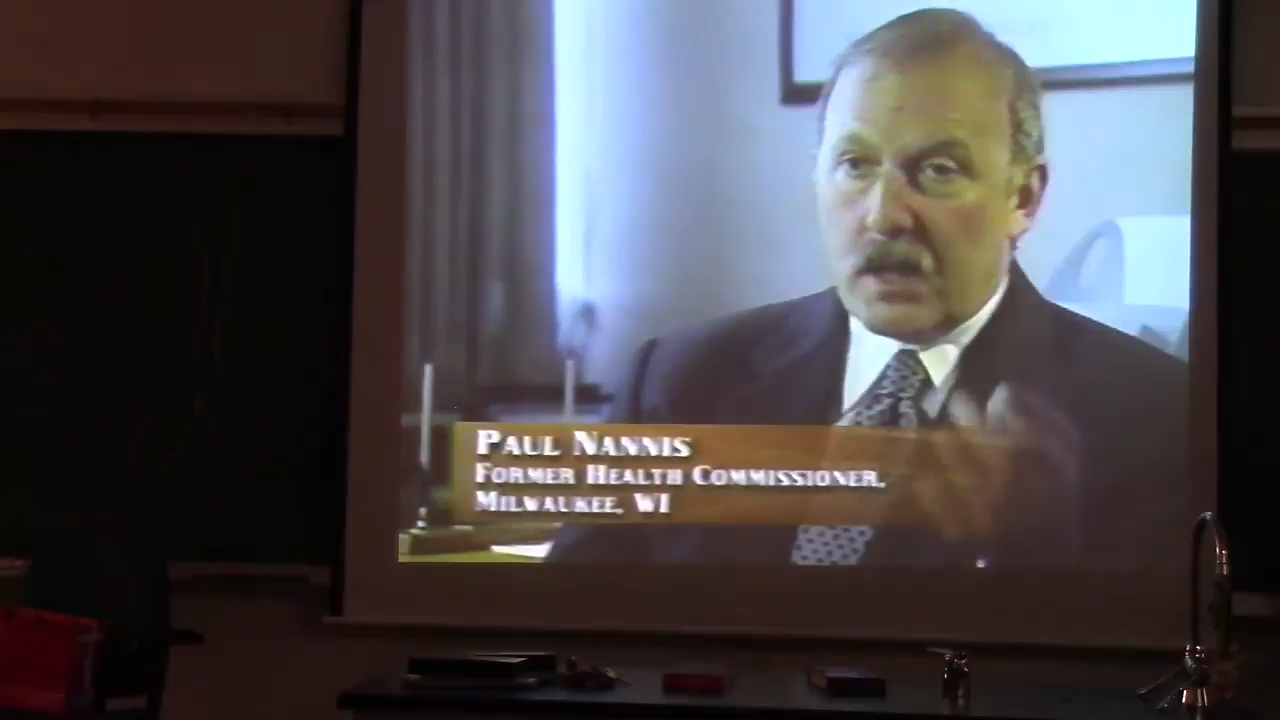 PAUL NANNIS
FORMER HEALTH COMMISSIONER,
MILWAUKEE, WI